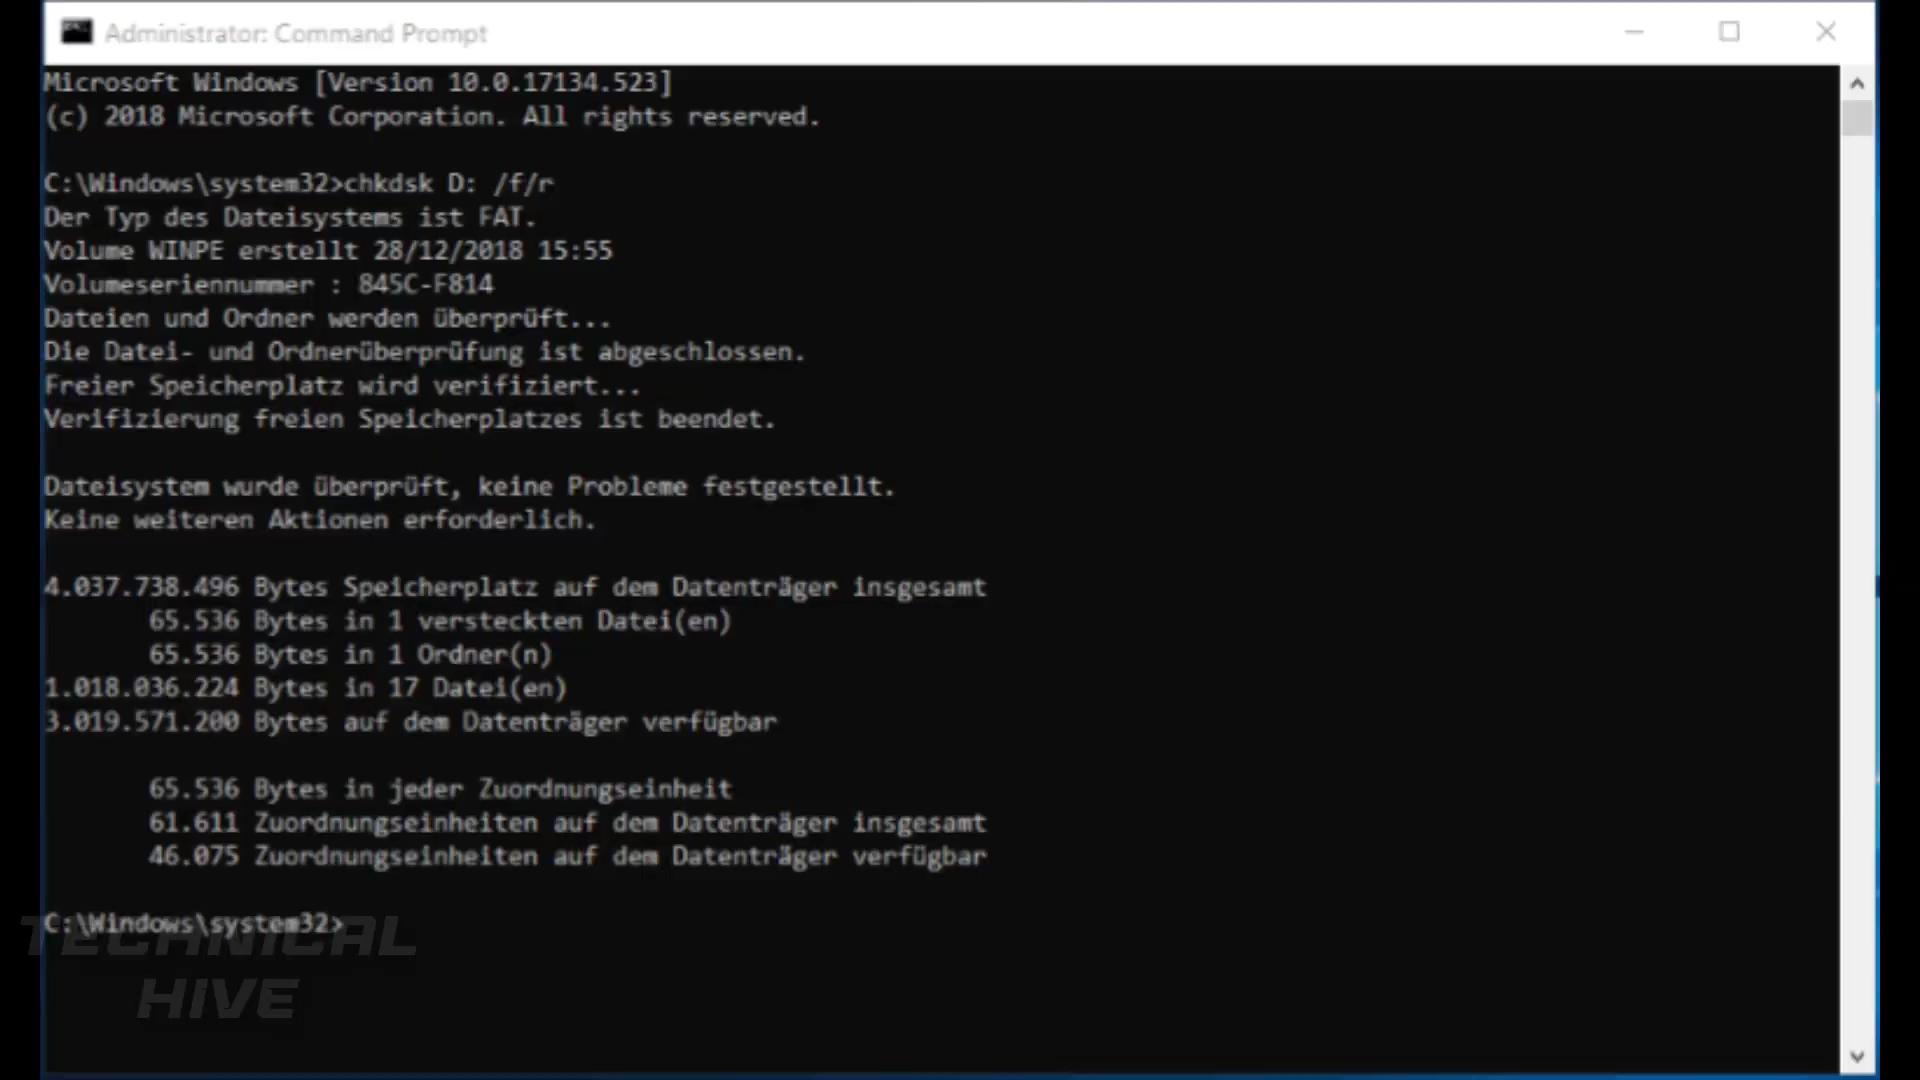 Administrator: Command Prompt
Microsoft Windows [Version 10.0.17134.523]
(c) 2018 Microsoft Corporation. All rights reserved.
C:\Windows\system32>chkdsk D: /f/r
Der Typ des Dateisystems ist FAT.
Volume WINPE erstellt 28/12/2018 15:55
Volumeseriennummer : 845C-F814
Dateien und Ordner werden überprüft...
Die Datei- und Ordnerüberprüfung ist abgeschlossen.
Freier Speicherplatz wird verifiziert...
Verifizierung freien Speicherplatzes ist beendet.
Dateisystem wurde überprüft, keine Probleme festgestellt.
Keine weiteren Aktionen erforderlich.
4.037.738.496 Bytes Speicherplatz auf dem Datenträger insgesamt
65.536 Bytes in 1 versteckten Datei(en)
65.536 Bytes in 1 Ordner(n)
1.018.036.224 Bytes in 17 Datei(en)
3.019.571.200 Bytes auf dem Datenträger verfügbar
65.536 Bytes in jeder Zuordnungseinheit
61.611 Zuordnungseinheiten auf dem Datenträger insgesamt
46.075 Zuordnungseinheiten auf dem Datenträger verfügbar
C:\Windows\system32>
TECHNICAL
HIVE